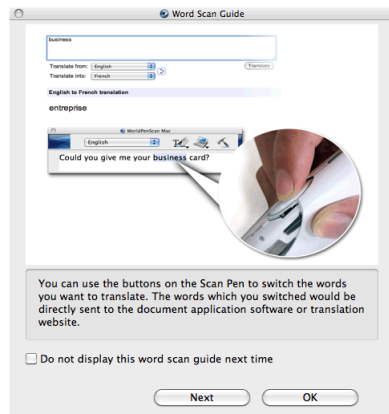 Word Scan Guide
business
Translate from: English
Translate into: French
Translate
English to French translation
entreprise
WorldPenScan Mac
English
Could you give me your business card?
You can use the buttons on the Scan Pen to switch the words
you want to translate. The words which you switched would be
directly sent to the document application software or translation
website.
Do not display this word scan guide next time
Next OK